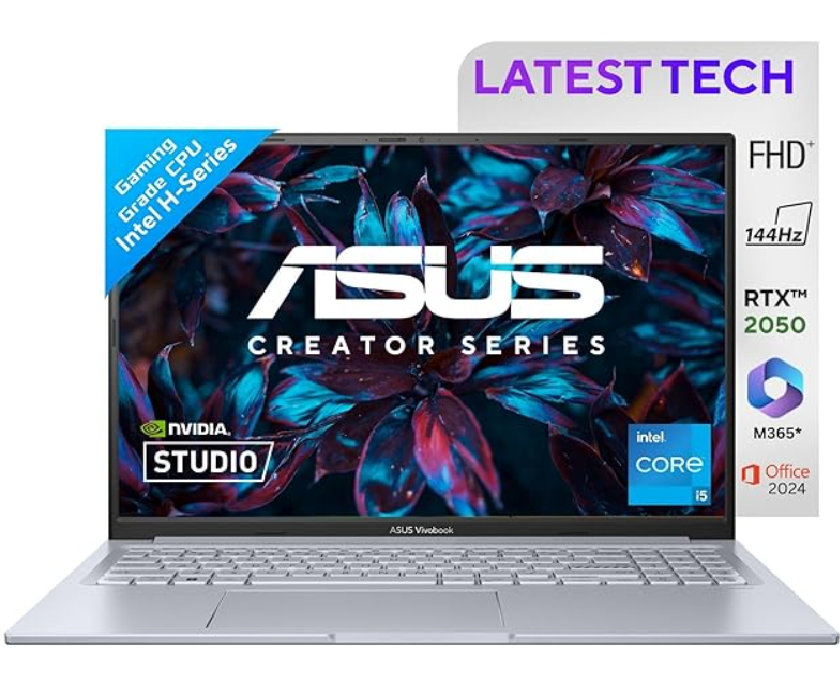 LATEST TECH
Gaming
Grade CPU
Intel H-Series
FHD+
144Hz
ASUS
CREATOR SERIES
RTX™
2050
NVIDIA.
STUDIO
intel.
CORE
i5
M365*
Office
2024
ASUS Vivobook